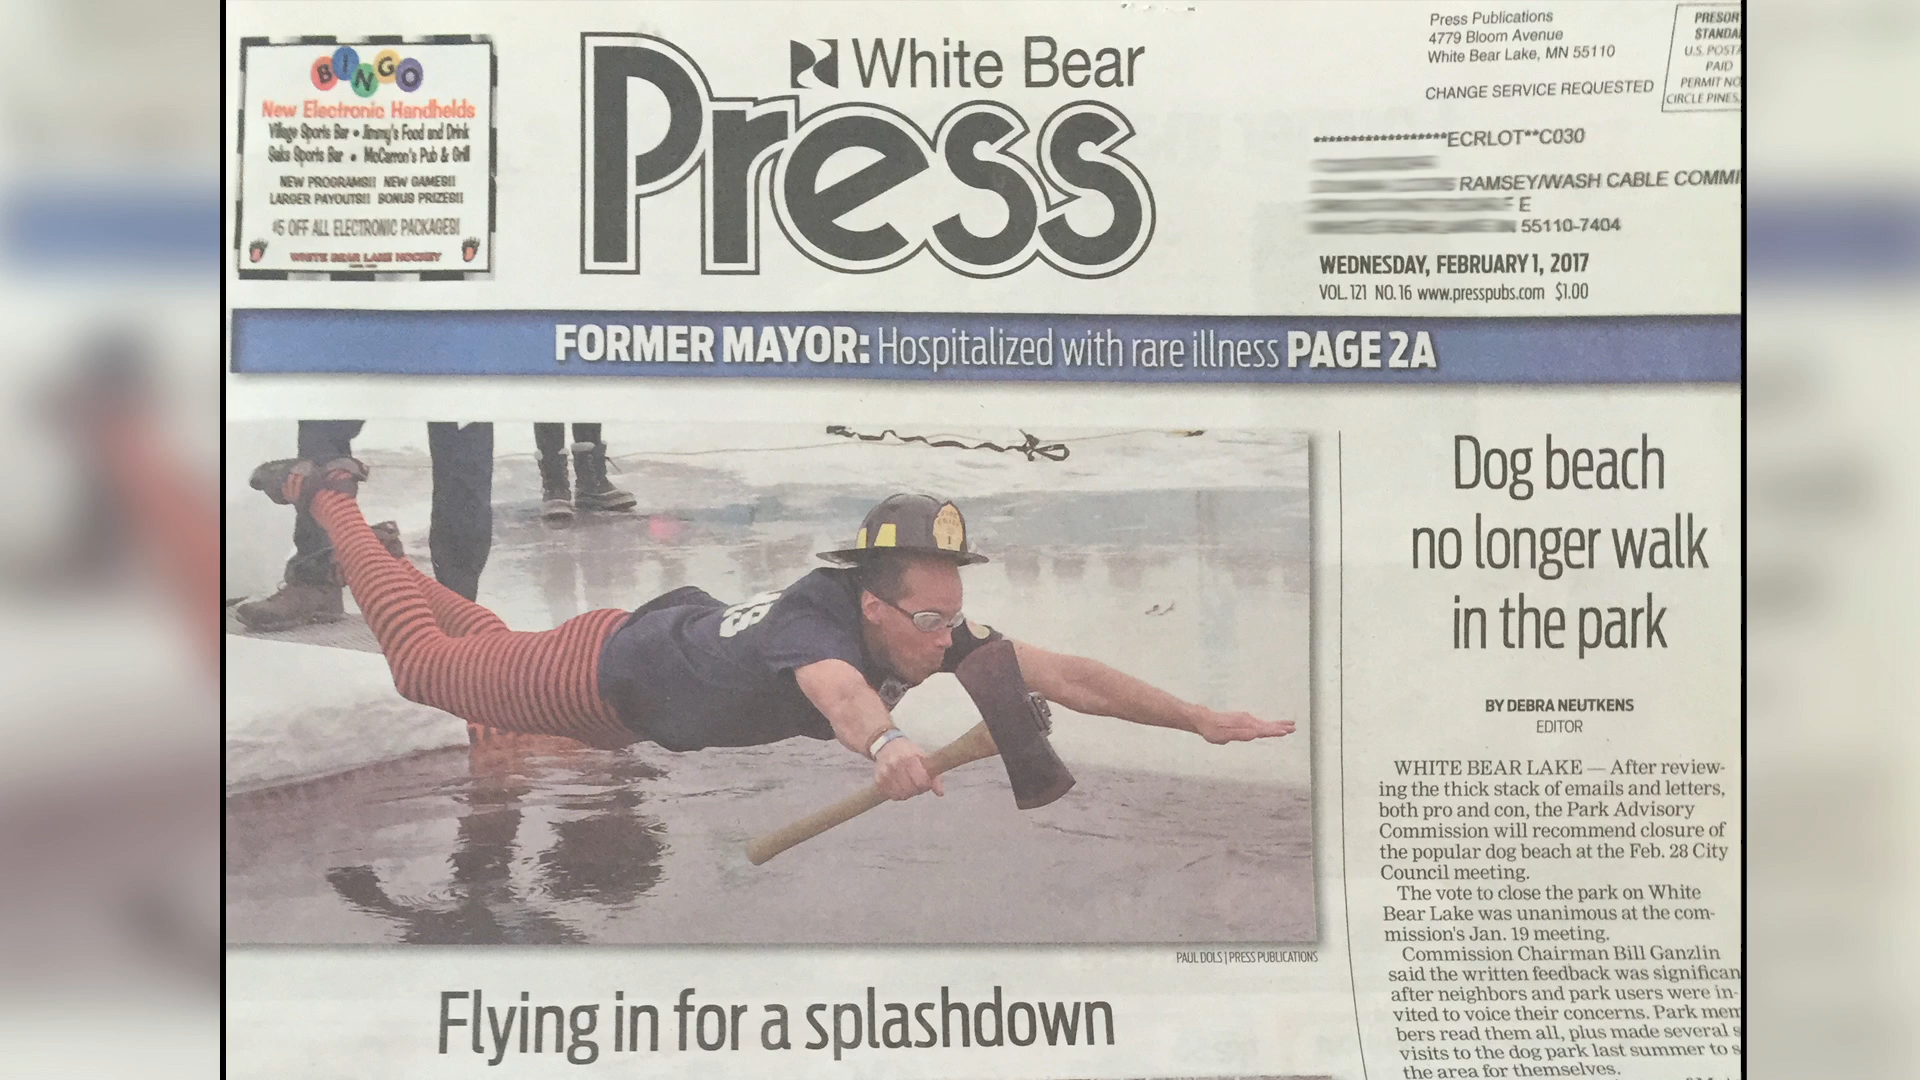 BINGO
New Electronic Handhelds
Village Sports Bar • Jimmy's Food and Drink
Saks Sports Bar • McCarron's Pub & Grill
NEW PROGRAMS!! NEW GAMES!!
LARGER PAYOUTS!! BONUS PRIZES!!
$5 OFF ALL ELECTRONIC PACKAGES!
WHITE BEAR LAKE HOCKEY
White Bear
Press
Press Publications
4779 Bloom Avenue
White Bear Lake, MN 55110
CHANGE SERVICE REQUESTED
PRESOR
STANDA
U.S. POSTA
PAID
PERMIT NO
CIRCLE PINES,
******************ECRLOT**C030
RAMSEY/WASH CABLE COMMI
E
55110-7404
WEDNESDAY, FEBRUARY 1, 2017
VOL. 121 NO. 16 www.presspubs.com $1.00
FORMER MAYOR: Hospitalized with rare illness PAGE 2A
PAUL DOLS | PRESS PUBLICATIONS
Flying in for a splashdown
Dog beach
no longer walk
in the park
BY DEBRA NEUTKENS
EDITOR
WHITE BEAR LAKE — After review-
ing the thick stack of emails and letters,
both pro and con, the Park Advisory
Commission will recommend closure of
the popular dog beach at the Feb. 28 City
Council meeting.
The vote to close the park on White
Bear Lake was unanimous at the com-
mission's Jan. 19 meeting.
Commission Chairman Bill Ganzlin
said the written feedback was significan
after neighbors and park users were in-
vited to voice their concerns. Park mem
bers read them all, plus made several s
visits to the dog park last summer to s
the area for themselves.